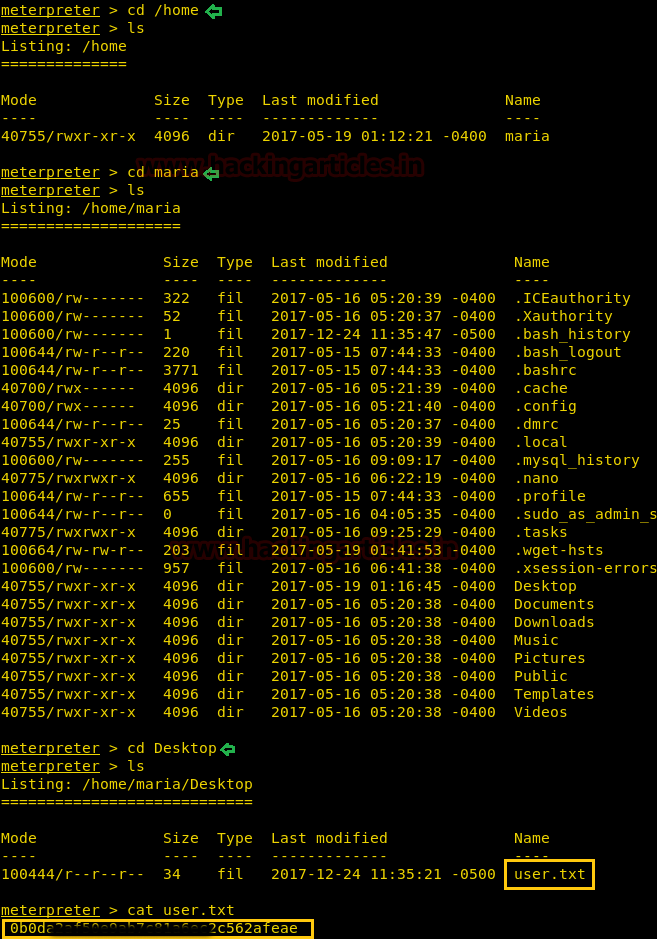 meterpreter > cd /home
meterpreter > ls
Listing: /home
==============
Mode Size Type Last modified Name
---- ---- ---- ------------- ----
40755/rwxr-xr-x 4096 dir 2017-05-19 01:12:21 -0400 maria
www.hackingarticles.in
meterpreter > cd maria
meterpreter > ls
Listing: /home/maria
====================
Mode Size Type Last modified Name
---- ---- ---- ------------- ----
100600/rw------- 322 fil 2017-05-16 05:20:39 -0400 .ICEauthority
100600/rw------- 52 fil 2017-05-16 05:20:37 -0400 .Xauthority
100600/rw------- 1 fil 2017-12-24 11:35:47 -0500 .bash_history
100644/rw-r--r-- 220 fil 2017-05-15 07:44:33 -0400 .bash_logout
100644/rw-r--r-- 3771 fil 2017-05-15 07:44:33 -0400 .bashrc
40700/rwx------ 4096 dir 2017-05-16 05:21:39 -0400 .cache
40700/rwx------ 4096 dir 2017-05-16 05:21:40 -0400 .config
100644/rw-r--r-- 25 fil 2017-05-16 05:20:37 -0400 .dmrc
40755/rwxr-xr-x 4096 dir 2017-05-16 05:20:39 -0400 .local
100600/rw------- 255 fil 2017-05-16 09:09:17 -0400 .mysql_history
40775/rwxrwxr-x 4096 dir 2017-05-16 06:22:19 -0400 .nano
100644/rw-r--r-- 655 fil 2017-05-15 07:44:33 -0400 .profile
100644/rw-r--r-- 0 fil 2017-05-16 04:05:35 -0400 .sudo_as_admin_s
40775/rwxrwxr-x 4096 dir 2017-05-16 09:25:29 -0400 .tasks
100664/rw-rw-r-- 203 fil 2017-05-19 11:41:53 -0400 .wget-hsts
100600/rw------- 957 fil 2017-05-16 06:41:38 -0400 .xsession-errors
40755/rwxr-xr-x 4096 dir 2017-05-19 01:16:45 -0400 Desktop
40755/rwxr-xr-x 4096 dir 2017-05-16 05:20:38 -0400 Documents
40755/rwxr-xr-x 4096 dir 2017-05-16 05:20:38 -0400 Downloads
40755/rwxr-xr-x 4096 dir 2017-05-16 05:20:38 -0400 Music
40755/rwxr-xr-x 4096 dir 2017-05-16 05:20:38 -0400 Pictures
40755/rwxr-xr-x 4096 dir 2017-05-16 05:20:38 -0400 Public
40755/rwxr-xr-x 4096 dir 2017-05-16 05:20:38 -0400 Templates
40755/rwxr-xr-x 4096 dir 2017-05-16 05:20:38 -0400 Videos
meterpreter > cd Desktop
meterpreter > ls
Listing: /home/maria/Desktop
============================
Mode Size Type Last modified Name
---- ---- ---- ------------- ----
100444/r--r--r-- 34 fil 2017-12-24 11:35:21 -0500 user.txt
meterpreter > cat user.txt